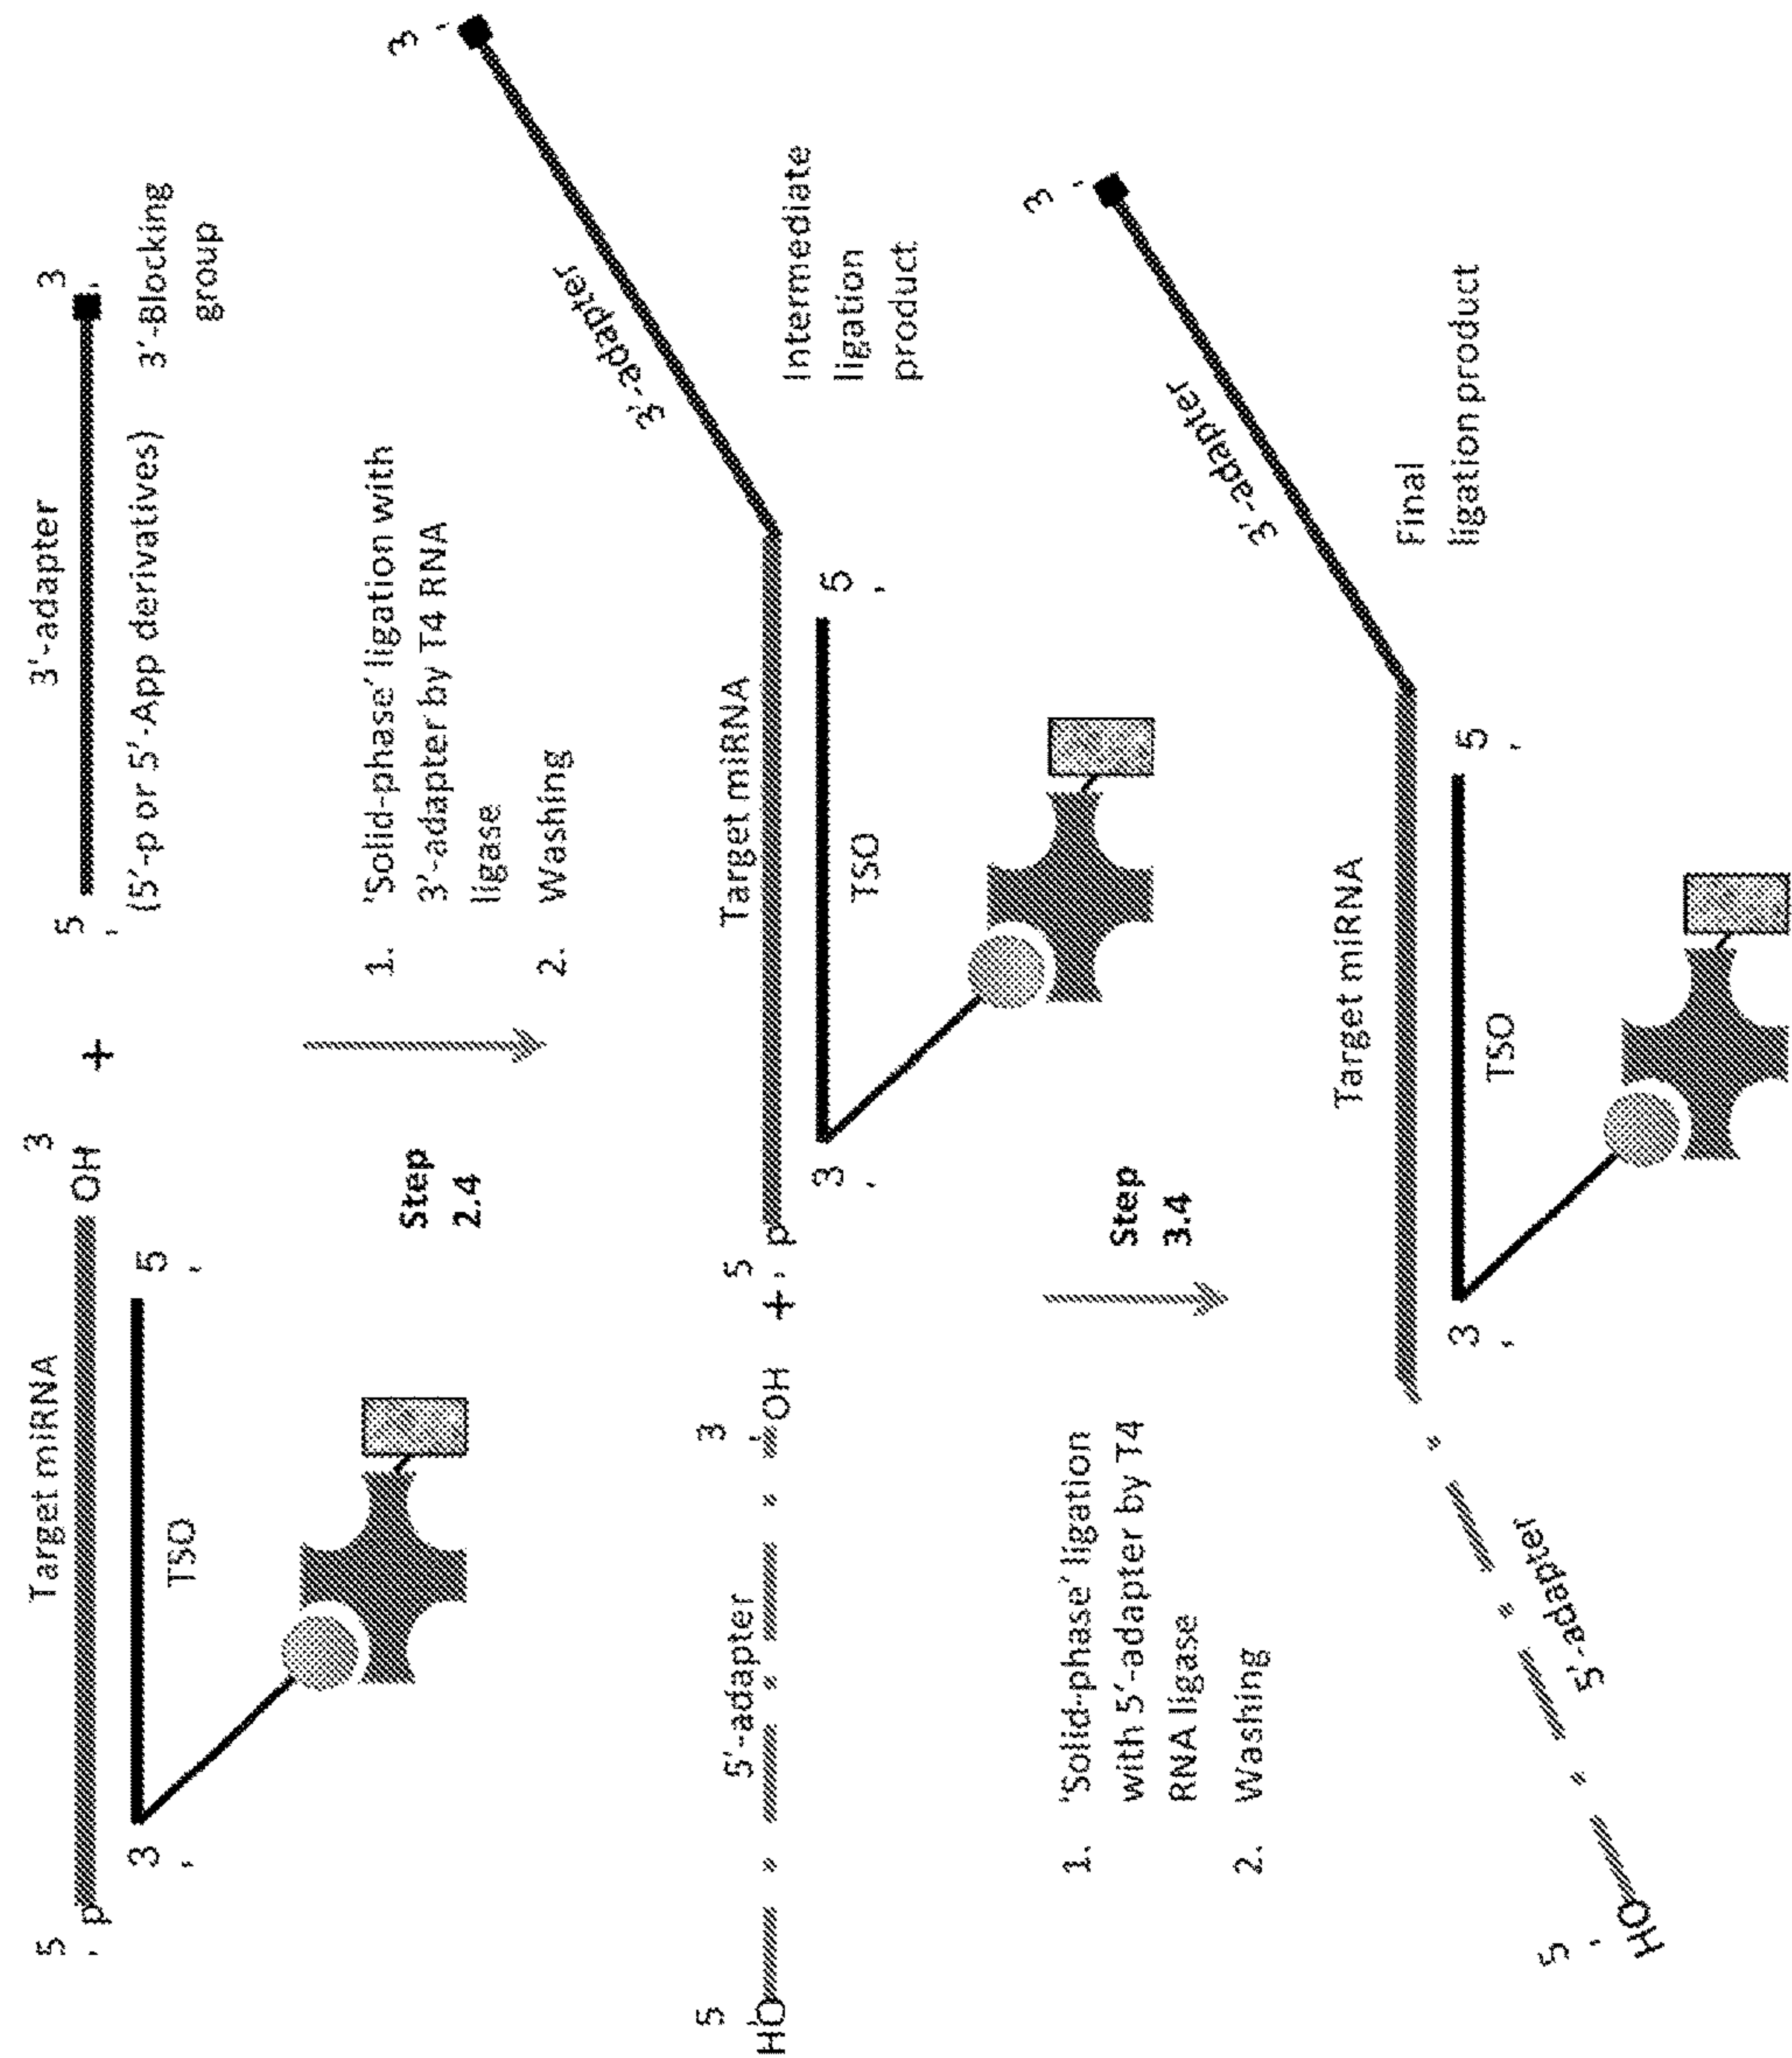 Target miRNA
5'
p
OH
3
+
3'-adapter
5'
3'
(5'-p or 5'-App derivatives)
3'-Blocking
group
3'
TSO
5'
Step
2.4
1. 'Solid-phase' ligation with
3'-adapter by T4 RNA
ligase
2. Washing
3'
3'-adapter
Target miRNA
5'-adapter
5
HO
3'
OH
+
5'
p
3'
TSO
5'
Intermediate
ligation
product
1. 'Solid-phase' ligation
with 5'-adapter by T4
RNA ligase
2. Washing
Step
3.4
3'
3'-adapter
Target miRNA
Final
ligation product
3'
TSO
5'
5'-adapter
5'
HO